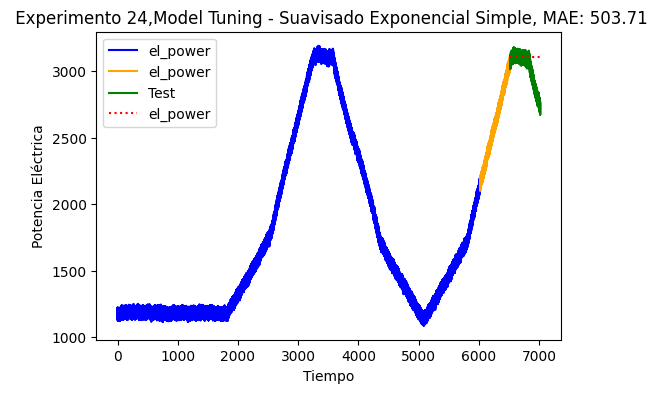 Experimento 24,Model Tuning - Suavisado Exponencial Simple, MAE: 503.71
el_power
el_power
Test
el_power
3000
2500
2000
1500
1000
Potencia Eléctrica
0 1000 2000 3000 4000 5000 6000 7000
Tiempo